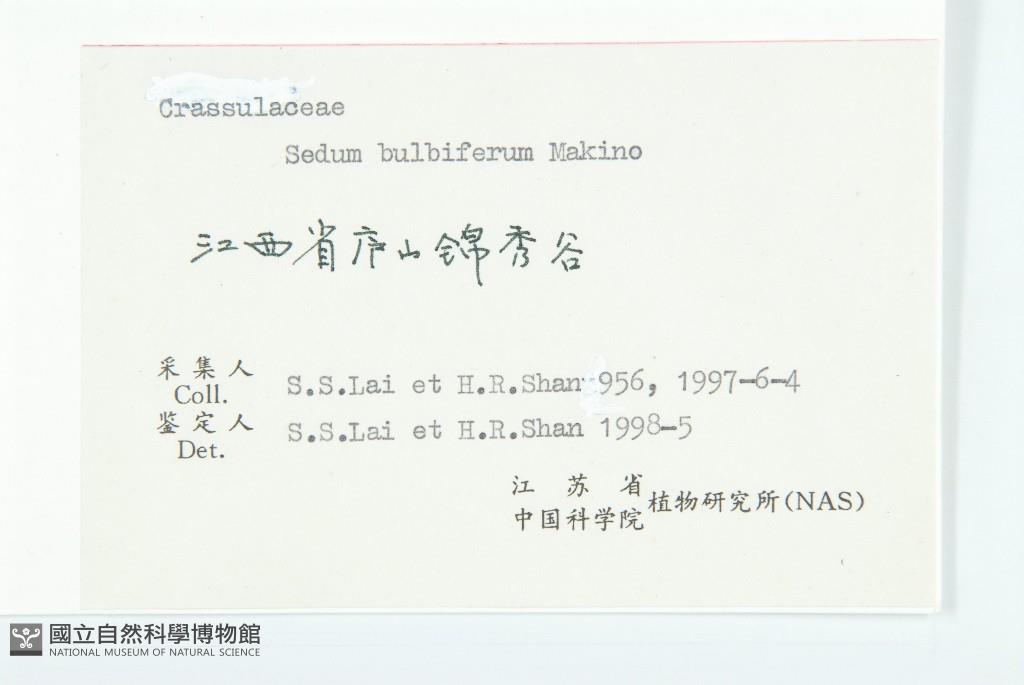 Crassulaceae
Sedum bulbiferum Makino
江西省庐山锦秀谷
采集人
Coll.
S.S.Lai et H.R.Shan 956, 1997-6-4
鉴定人
Det.
S.S.Lai et H.R.Shan 1998-5
江苏省
中国科学院
植物研究所(NAS)
國立自然科學博物館
NATIONAL MUSEUM OF NATURAL SCIENCE